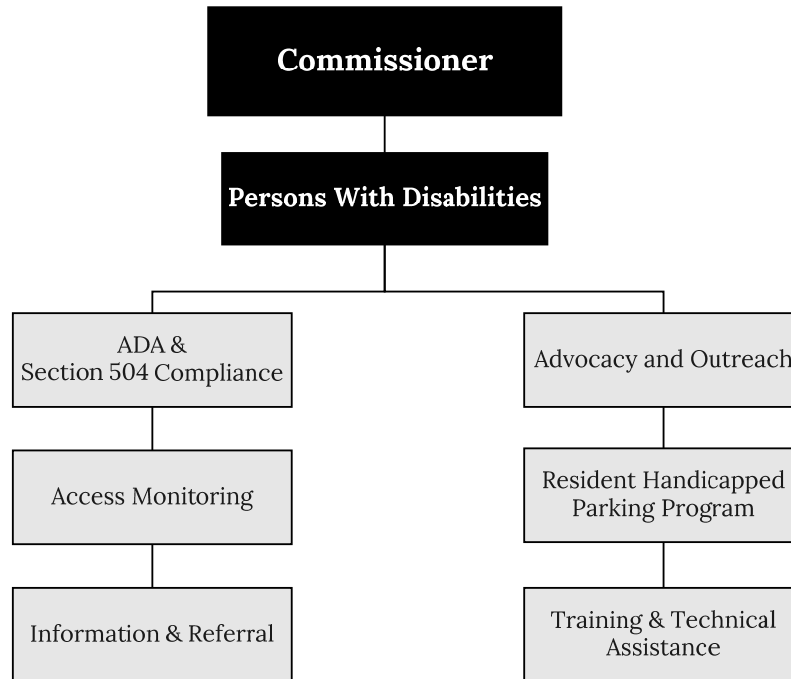 Commissioner
Persons With Disabilities
ADA &
Section 504 Compliance
Access Monitoring
Information & Referral
Advocacy and Outreach
Resident Handicapped
Parking Program
Training & Technical
Assistance